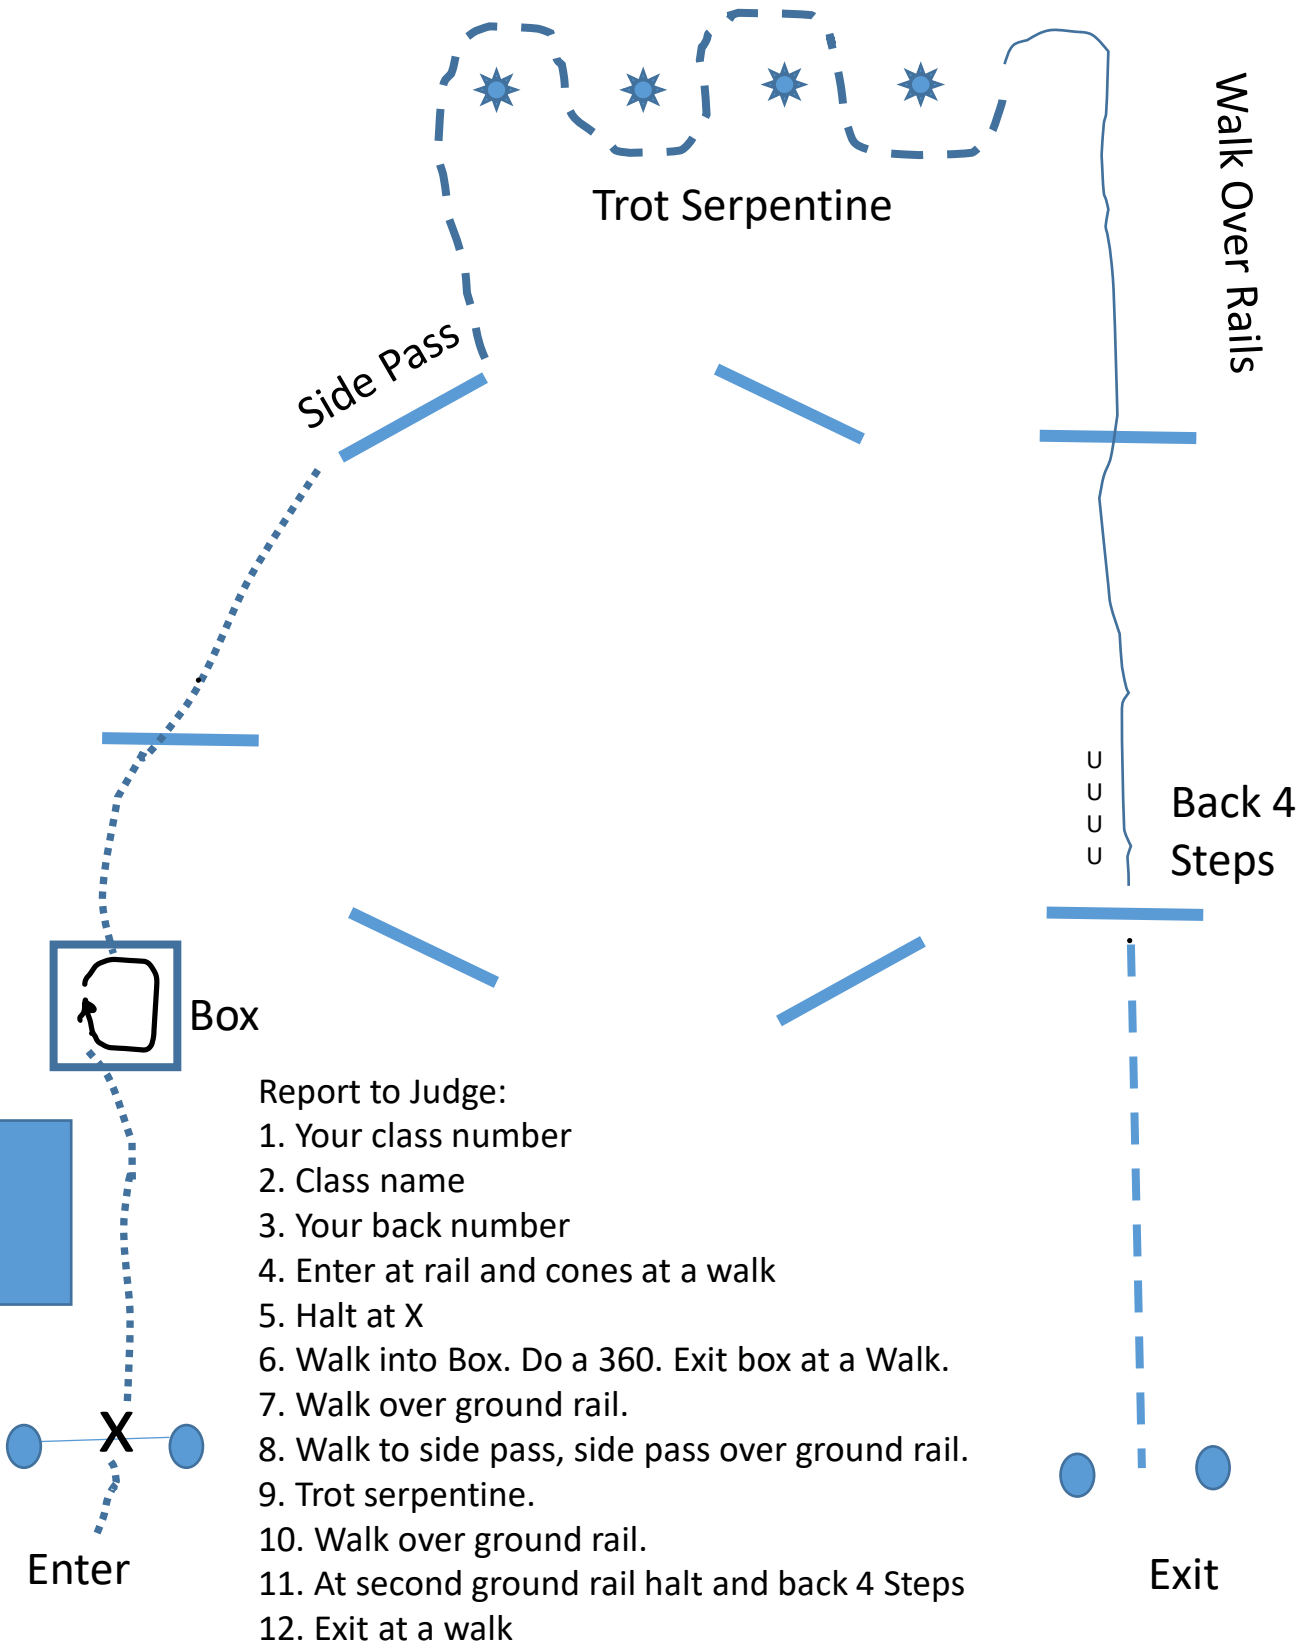 Trot Serpentine
Walk Over Rails
Side Pass
U
U
U
U
Back 4
Steps
Box
Report to Judge:
1. Your class number
2. Class name
3. Your back number
4. Enter at rail and cones at a walk
5. Halt at X
6. Walk into Box. Do a 360. Exit box at a Walk.
7. Walk over ground rail.
8. Walk to side pass, side pass over ground rail.
9. Trot serpentine.
10. Walk over ground rail.
11. At second ground rail halt and back 4 Steps
12. Exit at a walk
X
Enter
Exit